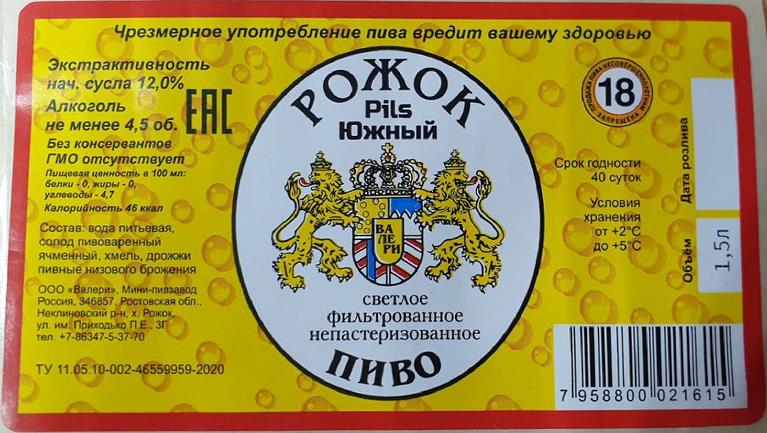 Чрезмерное употребление пива вредит вашему здоровью
Экстрактивность
нач. сусла 12,0%
Алкоголь
не менее 4,5 об.
EAC
Без консервантов
ГМО отсутствует
Пищевая ценность в 100 мл:
белки - 0, жиры - 0,
углеводы - 4,7
Калорийность 46 ккал
Состав: вода питьевая,
солод пивоваренный
ячменный, хмель, дрожжи
пивные низового брожения
ООО «Валери», Мини-пивзавод
Россия, 346857, Ростовская обл.,
Неклиновский р-н, х. Рожок,
ул. им. Приходько П.Е., 3Г
тел. +7-86347-5-37-70
ТУ 11.05.10-002-46559959-2020
РОЖОК
Pils
Южный
ВА
ЛЕ
РИ
светлое
фильтрованное
непастеризованное
ПИВО
ПРОДАЖА ПИВА НЕСОВЕРШЕННОЛЕТНИМ
18
ЗАПРЕЩЕНА
Срок годности
40 суток
Условия
хранения
от +2°С
до +5°С
Дата розлива
Объём
1,5л
7 958800 021615